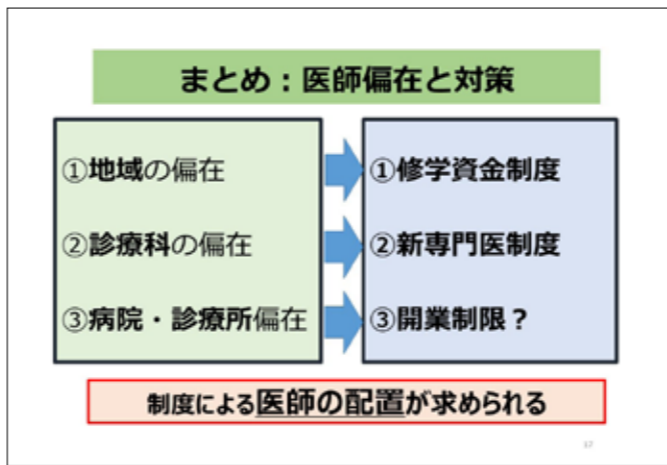 まとめ：医師偏在と対策
①地域の偏在
②診療科の偏在
③病院・診療所偏在
①修学資金制度
②新専門医制度
③開業制限？
制度による医師の配置が求められる